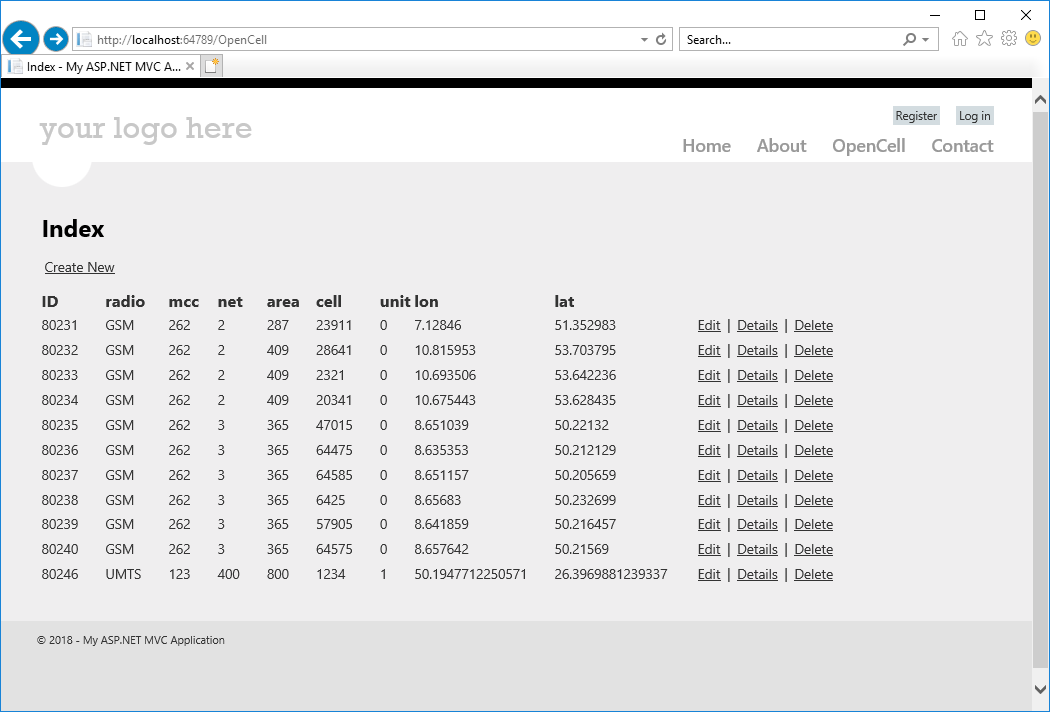 http://localhost:64789/OpenCell
Search...
Index - My ASP.NET MVC A...
Register Log in
your logo here
Home About OpenCell Contact
Index
Create New
ID radio mcc net area cell unit lon lat
80231 GSM 262 2 287 23911 0 7.12846 51.352983 Edit | Details | Delete
80232 GSM 262 2 409 28641 0 10.815953 53.703795 Edit | Details | Delete
80233 GSM 262 2 409 2321 0 10.693506 53.642236 Edit | Details | Delete
80234 GSM 262 2 409 20341 0 10.675443 53.628435 Edit | Details | Delete
80235 GSM 262 3 365 47015 0 8.651039 50.22132 Edit | Details | Delete
80236 GSM 262 3 365 64475 0 8.635353 50.212129 Edit | Details | Delete
80237 GSM 262 3 365 64585 0 8.651157 50.205659 Edit | Details | Delete
80238 GSM 262 3 365 6425 0 8.65683 50.232699 Edit | Details | Delete
80239 GSM 262 3 365 57905 0 8.641859 50.216457 Edit | Details | Delete
80240 GSM 262 3 365 64575 0 8.657642 50.21569 Edit | Details | Delete
80246 UMTS 123 400 800 1234 1 50.1947712250571 26.3969881239337 Edit | Details | Delete
© 2018 - My ASP.NET MVC Application